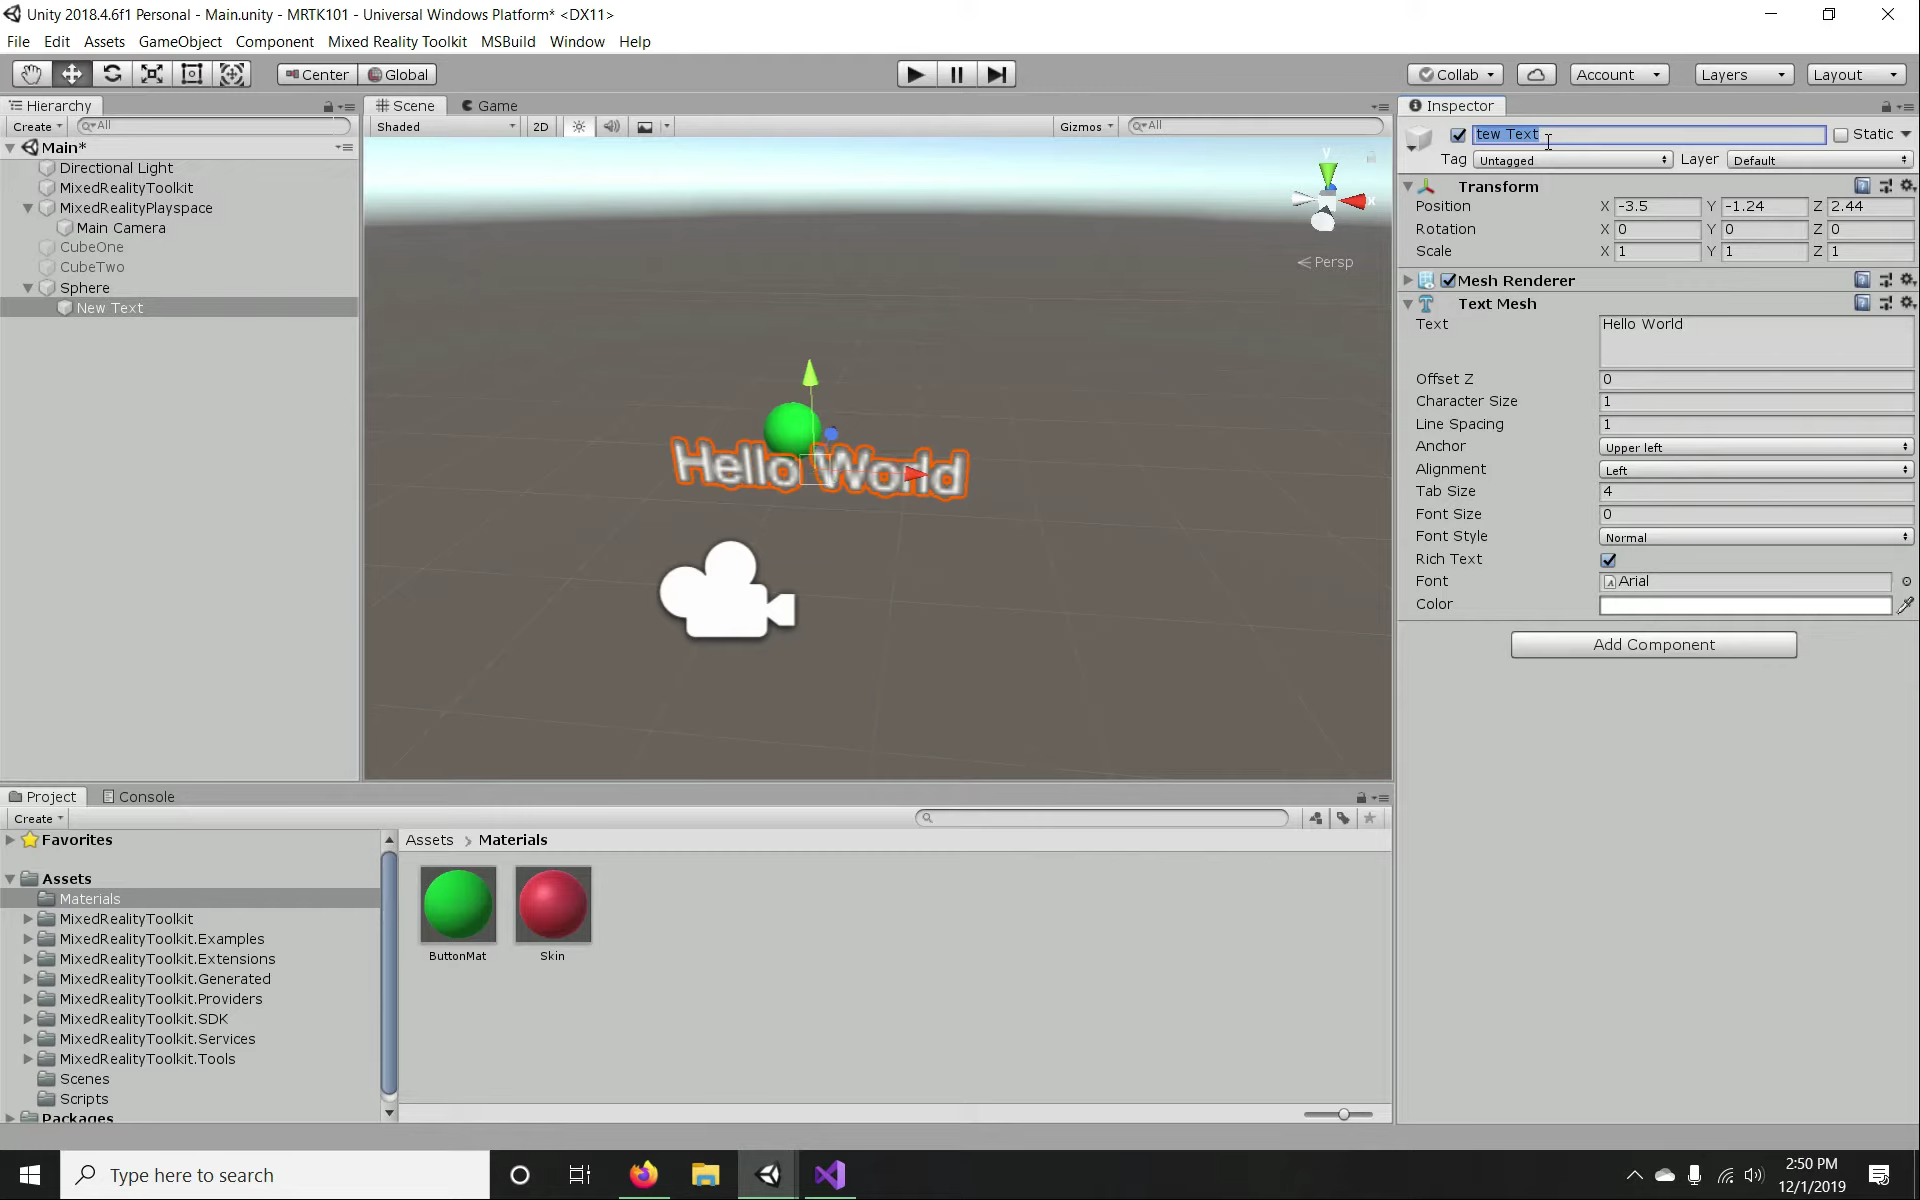 Unity 2018.4.6f1 Personal - Main.unity - MRTK101 - Universal Windows Platform* <DX11>
File Edit Assets GameObject Component Mixed Reality Toolkit MSBuild Window Help
Center Global Collab Account Layers Layout
Hierarchy
Create All
Main*
Directional Light
MixedRealityToolkit
MixedRealityPlayspace
Main Camera
CubeOne
CubeTwo
Sphere
New Text
Scene Game
Shaded 2D Gizmos All
y
x
Persp
Hello World
Inspector
tew Text Static
Tag Untagged Layer Default
Transform
Position X -3.5 Y -1.24 Z 2.44
Rotation X 0 Y 0 Z 0
Scale X 1 Y 1 Z 1
Mesh Renderer
Text Mesh
Text Hello World
Offset Z 0
Character Size 1
Line Spacing 1
Anchor Upper left
Alignment Left
Tab Size 4
Font Size 0
Font Style Normal
Rich Text
Font Arial
Color
Add Component
Project Console
Create
Favorites
Assets
Materials
MixedRealityToolkit
MixedRealityToolkit.Examples
MixedRealityToolkit.Extensions
MixedRealityToolkit.Generated
MixedRealityToolkit.Providers
MixedRealityToolkit.SDK
MixedRealityToolkit.Services
MixedRealityToolkit.Tools
Scenes
Scripts
Packages
Assets > Materials
ButtonMat Skin
Type here to search
2:50 PM
12/1/2019